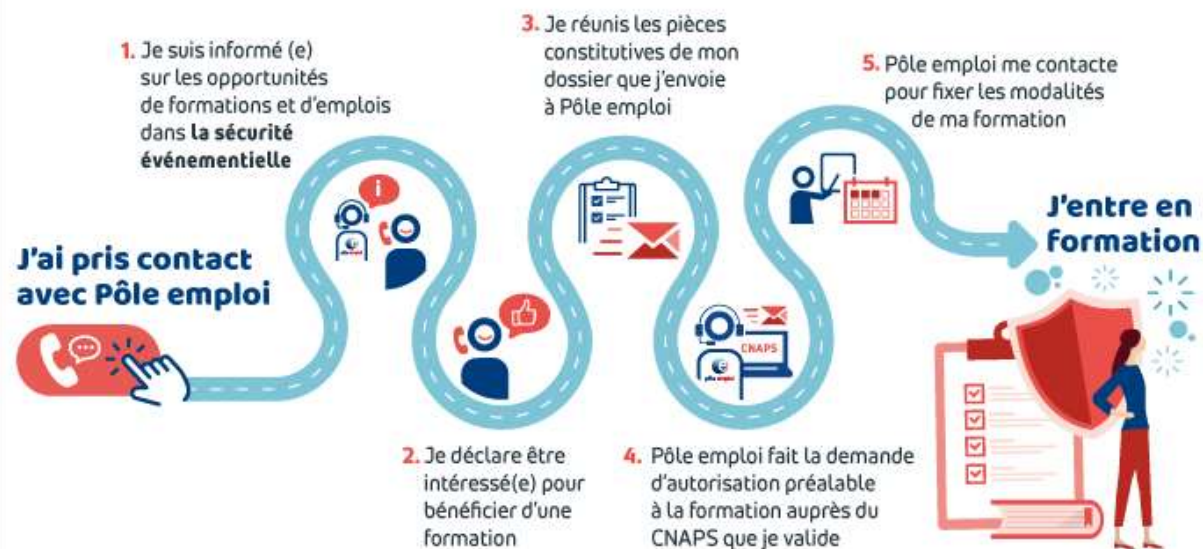 J'ai pris contact
avec Pôle emploi
1. Je suis informé (e)
sur les opportunités
de formations et d'emplois
dans la sécurité
événementielle
2. Je déclare être
intéressé(e) pour
bénéficier d'une
formation
3. Je réunis les pièces
constitutives de mon
dossier que j'envoie
à Pôle emploi
CNAPS
4. Pôle emploi fait la demande
d'autorisation préalable
à la formation auprès du
CNAPS que je valide
5. Pôle emploi me contacte
pour fixer les modalités
de ma formation
J'entre en
formation